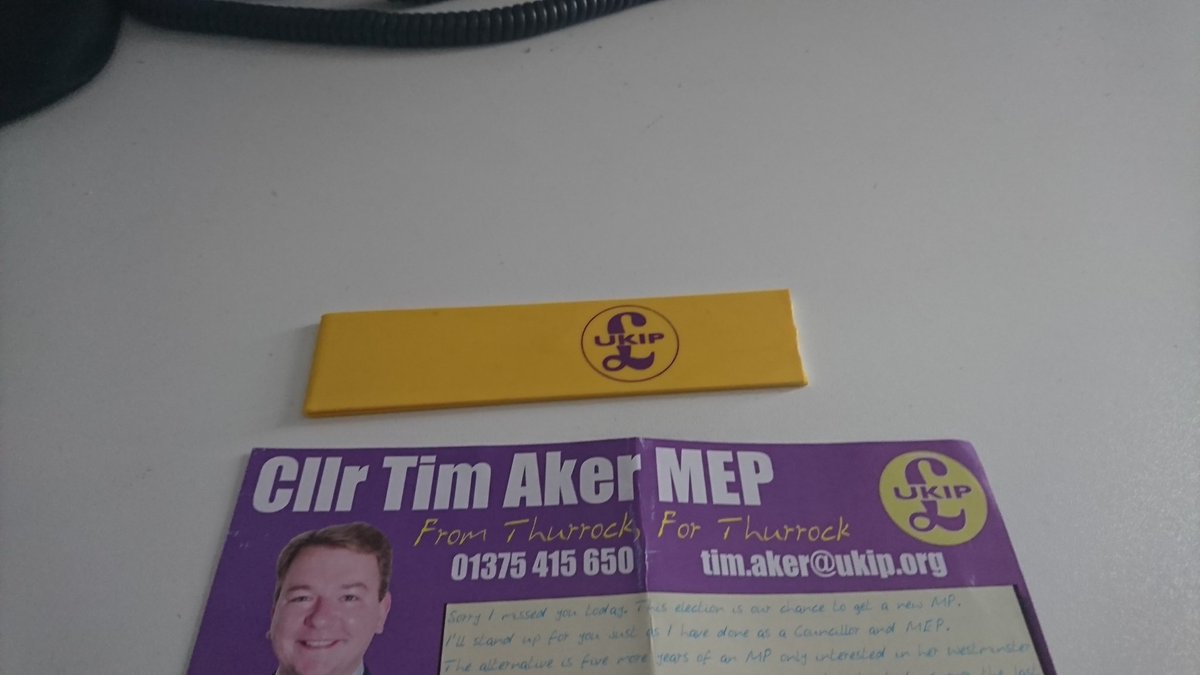 UKIP
Cllr Tim Aker MEP
From Thurrock, For Thurrock
UKIP
01375 415 650
tim.aker@ukip.org
Sorry I missed you today. This election is our chance to get a new MP.
I'll stand up for you just as I have done as a Councillor and MEP.
The alternative is five more years of an MP only interested in her Westminster
the last